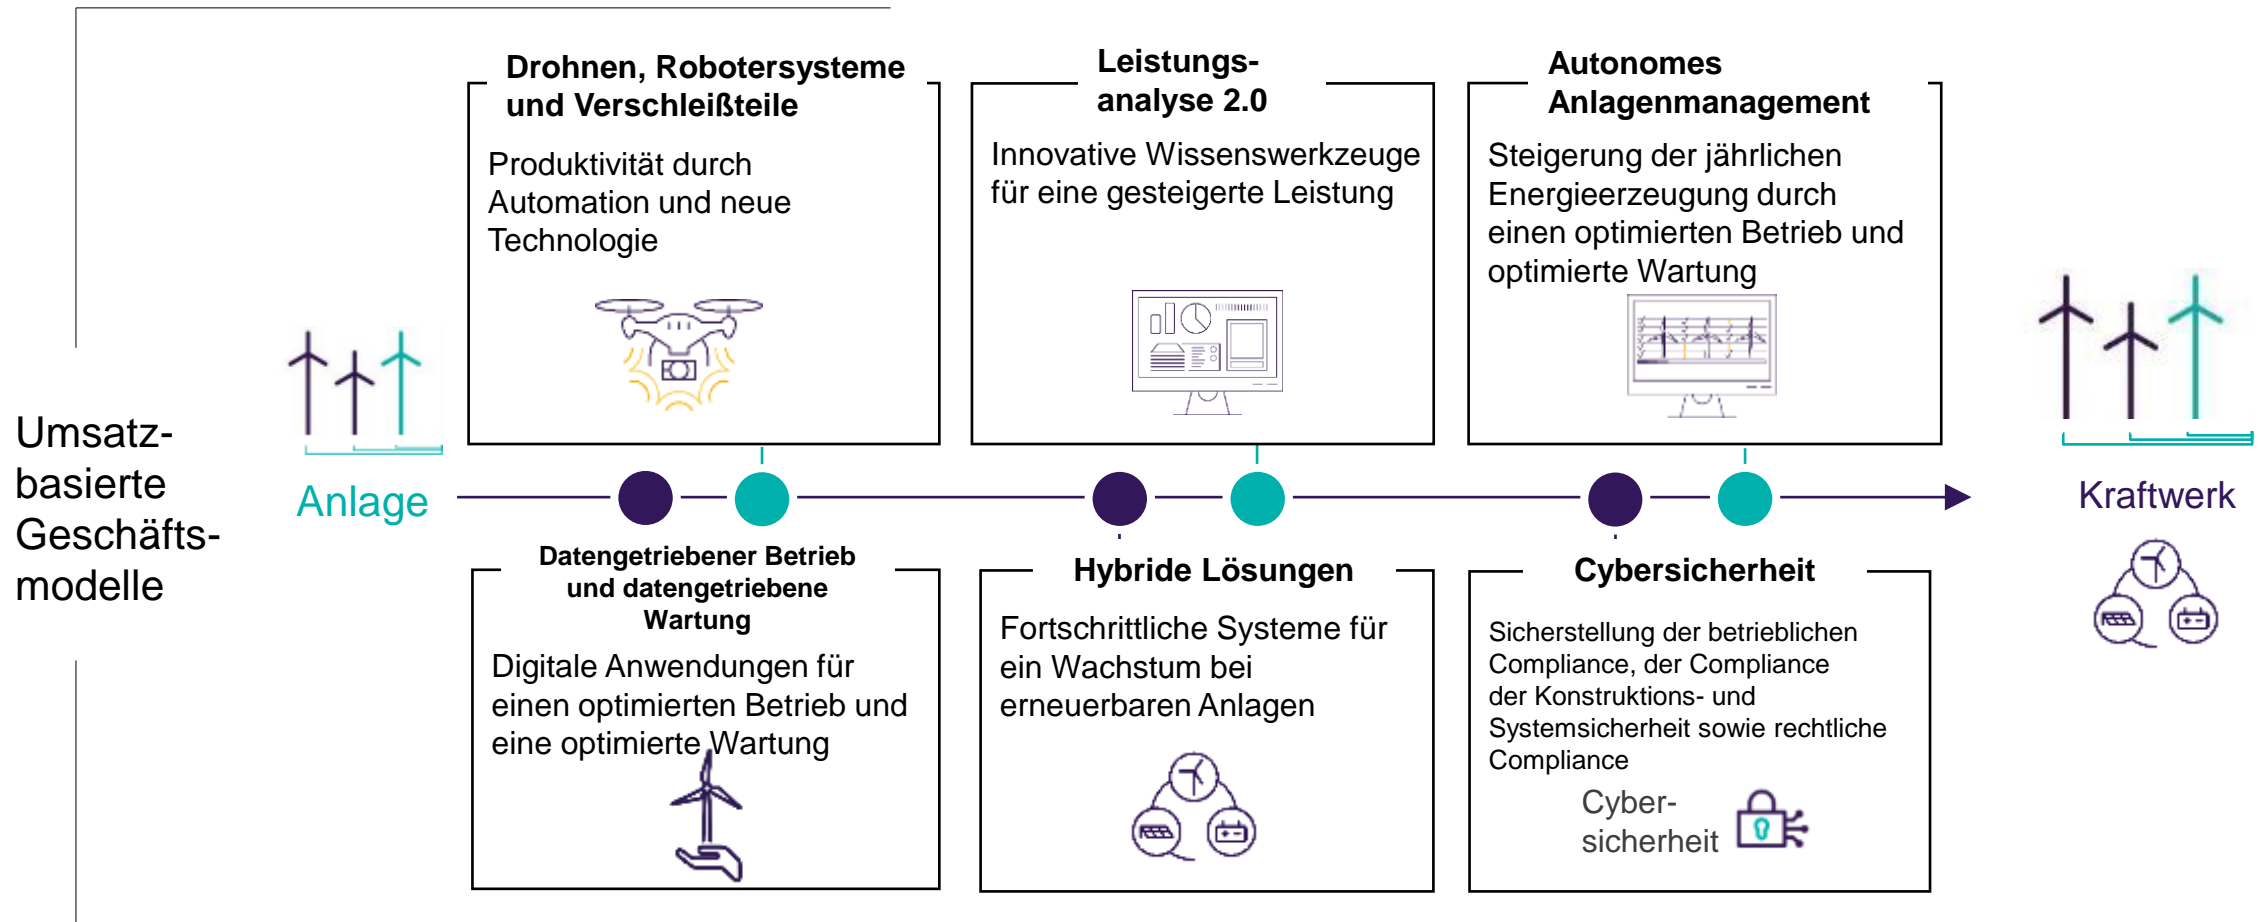 Umsatz-
basierte
Geschäfts-
modelle
Anlage
Drohnen, Robotersysteme
und Verschleißteile
Produktivität durch
Automation und neue
Technologie
Leistungs-
analyse 2.0
Innovative Wissenswerkzeuge
für eine gesteigerte Leistung
Autonomes
Anlagenmanagement
Steigerung der jährlichen
Energieerzeugung durch
einen optimierten Betrieb und
optimierte Wartung
Datengetriebener Betrieb
und datengetriebene
Wartung
Digitale Anwendungen für
einen optimierten Betrieb und
eine optimierte Wartung
Hybride Lösungen
Fortschrittliche Systeme für
ein Wachstum bei
erneuerbaren Anlagen
Cybersicherheit
Sicherstellung der betrieblichen
Compliance, der Compliance
der Konstruktions- und
Systemsicherheit sowie rechtliche
Compliance
Cyber-
sicherheit
Kraftwerk